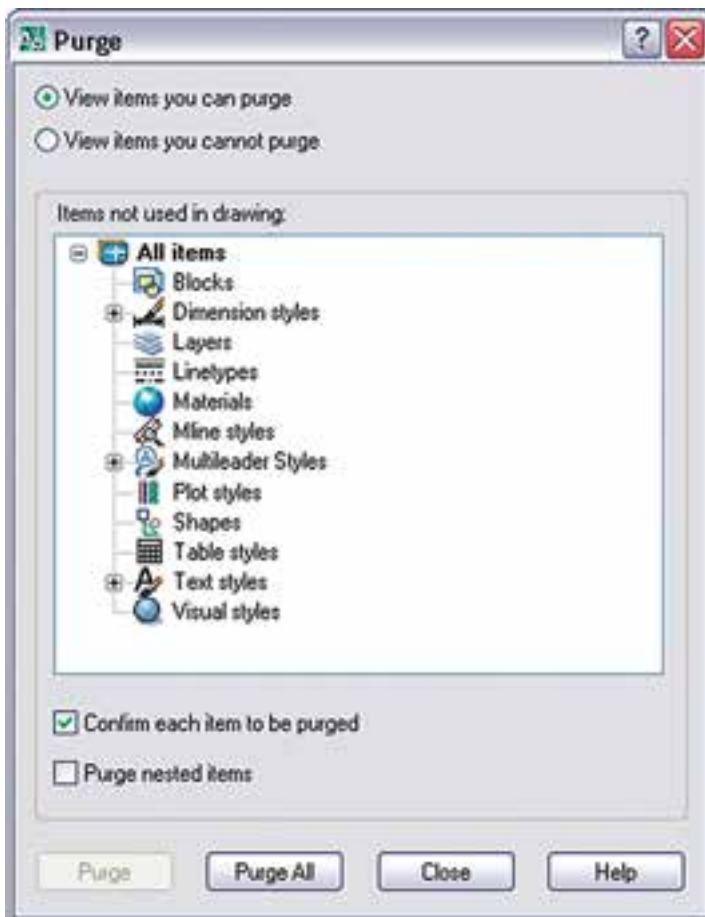 Purge
View items you can purge
View items you cannot purge
Items not used in drawing:
All items
Blocks
Dimension styles
Layers
Linetypes
Materials
Mline styles
Multileader Styles
Plot styles
Shapes
Table styles
Text styles
Visual styles
Confirm each item to be purged
Purge nested items
Purge Purge All Close Help